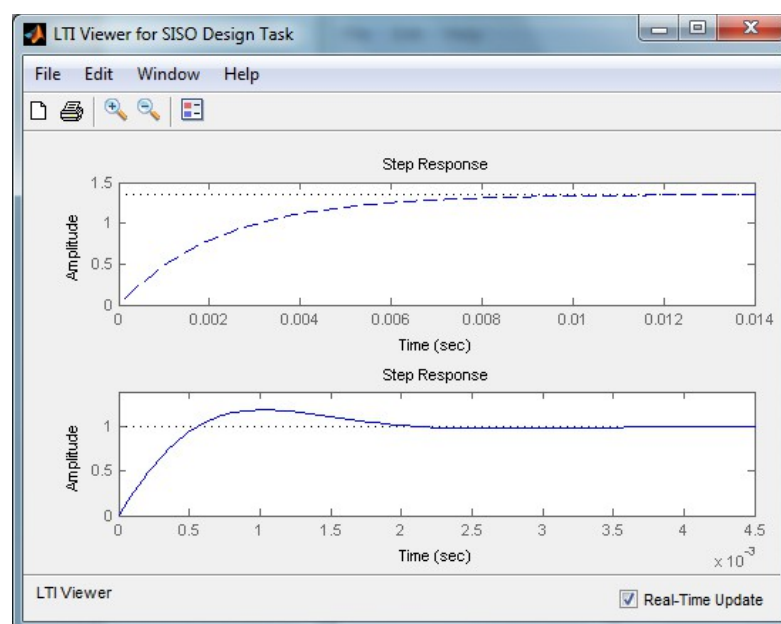 LTI Viewer for SISO Design Task
File Edit Window Help
Step Response
Amplitude
1.5
1
0.5
0
0 0.002 0.004 0.006 0.008 0.01 0.012 0.014
Time (sec)
Step Response
Amplitude
1
0.5
0
0 0.5 1 1.5 2 2.5 3 3.5 4 4.5
Time (sec)
x 10^-3
LTI Viewer
Real-Time Update